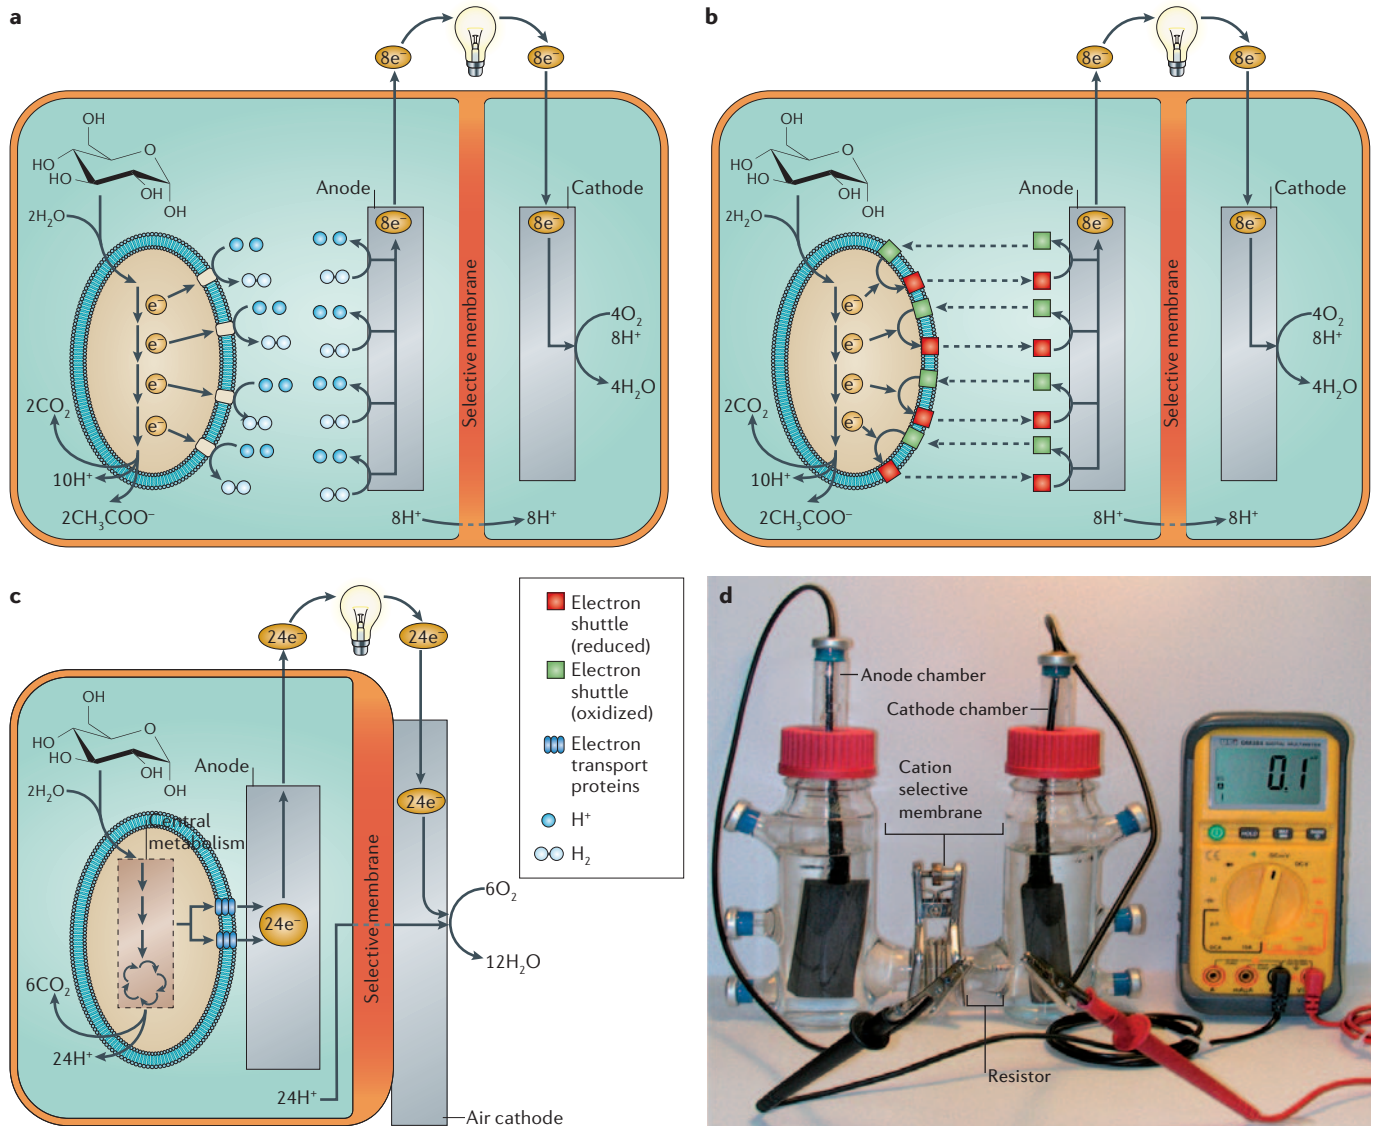 a
8e⁻
8e⁻
OH
HO
O
HO
OH
OH
Anode
Cathode
2H₂O
8e⁻
8e⁻
e⁻
e⁻
e⁻
e⁻
Selective membrane
4O₂
8H⁺
4H₂O
2CO₂
10H⁺
2CH₃COO⁻
8H⁺
8H⁺
b
8e⁻
8e⁻
OH
HO
O
HO
OH
OH
Anode
Cathode
2H₂O
8e⁻
8e⁻
e⁻
e⁻
e⁻
e⁻
Selective membrane
4O₂
8H⁺
4H₂O
2CO₂
10H⁺
2CH₃COO⁻
8H⁺
8H⁺
c
24e⁻
24e⁻
OH
HO
O
HO
OH
OH
Anode
2H₂O
24e⁻
Central
metabolism
24e⁻
Selective membrane
6O₂
12H₂O
6CO₂
24H⁺
24H⁺
Air cathode
Electron
shuttle
(reduced)
Electron
shuttle
(oxidized)
Electron
transport
proteins
H⁺
H₂
d
Anode chamber
Cathode chamber
Cation
selective
membrane
0.1
HOLD
Resistor